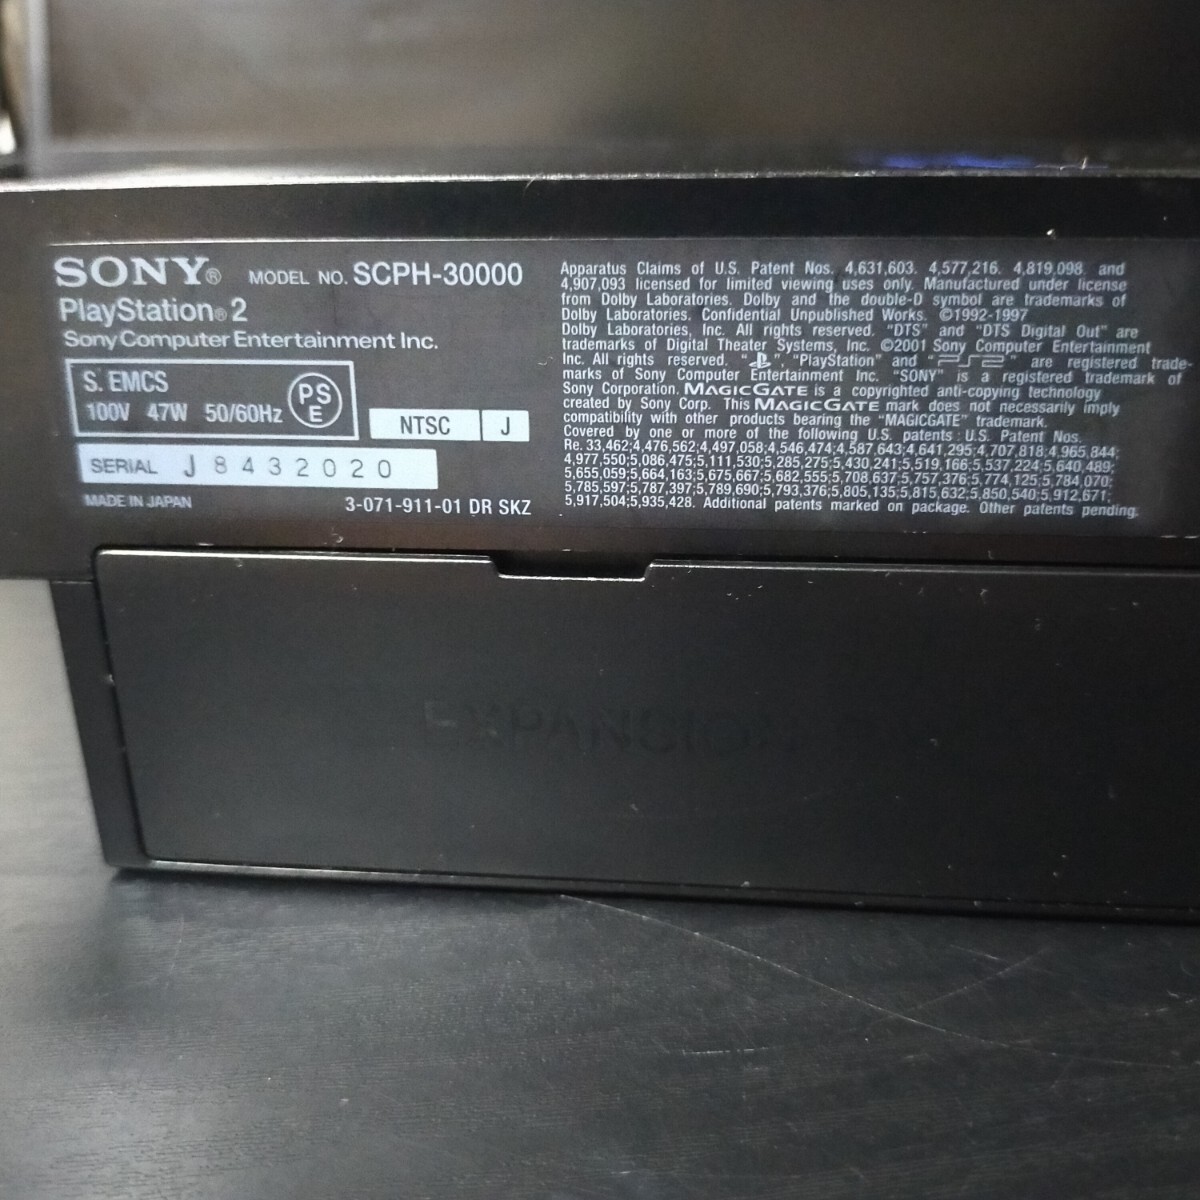 SONY® MODEL NO. SCPH-30000
PlayStation®2
Sony Computer Entertainment Inc.
S. EMCS
100V 47W 50/60Hz
PS
E
NTSC J
SERIAL J8432020
MADE IN JAPAN
3-071-911-01 DR SKZ
Apparatus Claims of U.S. Patent Nos. 4,631,603. 4,577,216. 4,819,098. and
4,907,093 licensed for limited viewing uses only. Manufactured under license
from Dolby Laboratories. Dolby and the double-D symbol are trademarks of
Dolby Laboratories. Confidential Unpublished Works. ©1992-1997
Dolby Laboratories, Inc. All rights reserved. "DTS" and "DTS Digital Out" are
trademarks of Digital Theater Systems, Inc. ©2001 Sony Computer Entertainment
Inc. All rights reserved. " ", "PlayStation" and "PS2" are registered trade-
marks of Sony Computer Entertainment Inc. "SONY" is a registered trademark of
Sony Corporation. MAGICGATE is a copyrighted anti-copying technology
created by Sony Corp. This MAGICGATE mark does not necessarily imply
compatibility with other products bearing the "MAGICGATE" trademark.
Covered by one or more of the following U.S. patents : U.S. Patent Nos.
Re. 33,462;4,476,562;4,497,058;4,546,474;4,587,643;4,641,295;4,707,818;4,965,844;
4,977,550;5,086,475;5,111,530;5,285,275;5,430,241;5,519,166;5,537,224;5,640,489;
5,655,059;5,664,163;5,675,667;5,682,555;5,708,637;5,757,376;5,774,125;5,784,070;
5,785,597;5,787,397;5,789,690;5,793,376;5,805,135;5,815,632;5,850,540;5,912,671;
5,917,504;5,935,428. Additional patents marked on package. Other patents pending.
EXPANSION